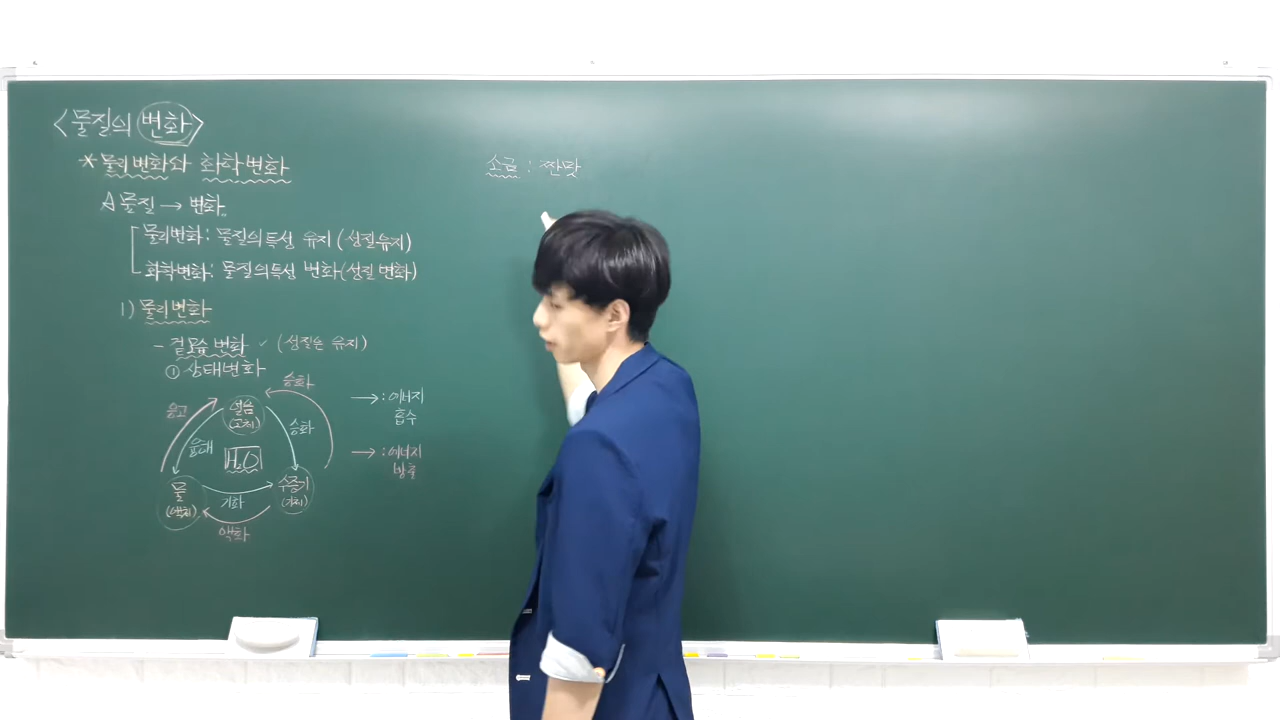 <물질의 변화>
* 물리변화와 화학변화
☆ 물질 → 변화
물리변화: 물질의 특성 유지 (성질유지)
화학변화: 물질의 특성 변화 (성질 변화)
1) 물리변화
- 겉모습 변화 ✓ (성질은 유지)
① 상태변화
승화
응고
얼음
(고체)
융해
승화
H₂O
물
(액체)
수증기
(기체)
기화
액화
→ : 에너지
흡수
→ : 에너지
방출
소금 : 짠맛